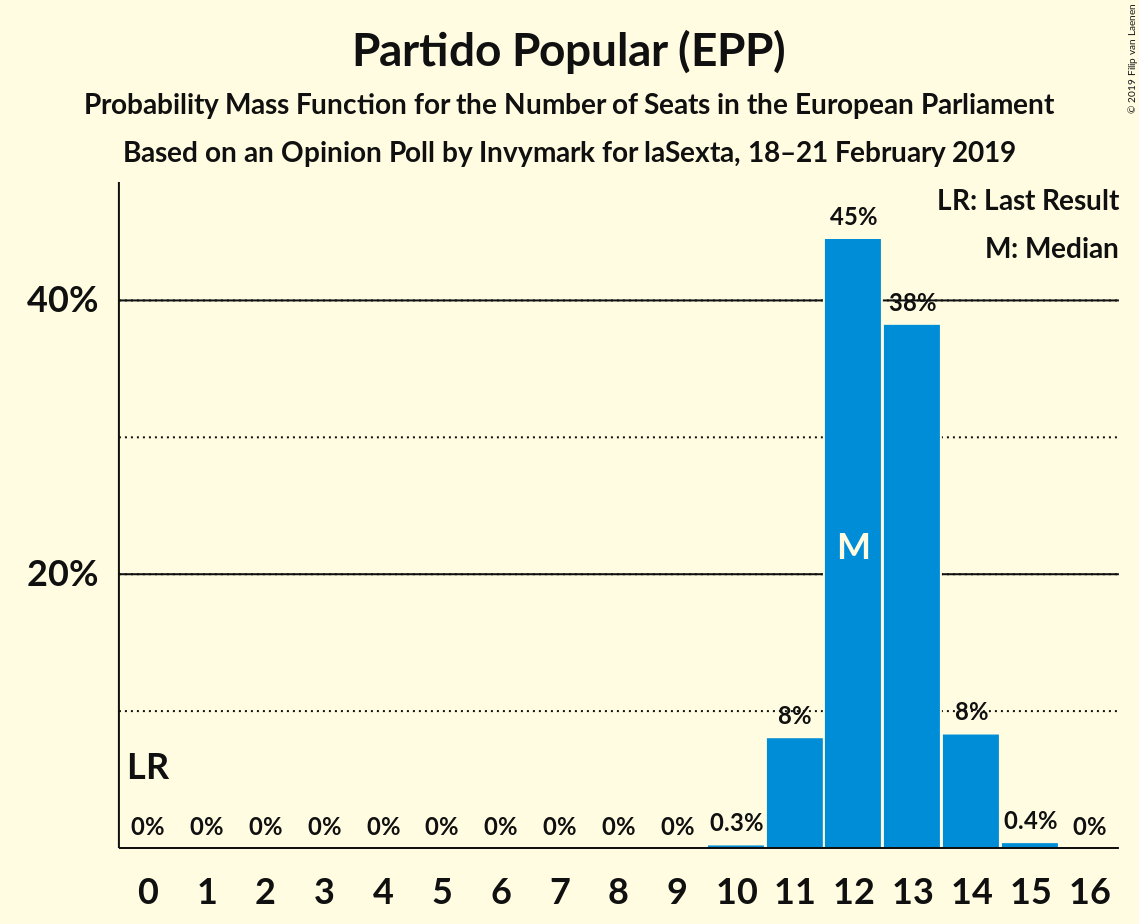 Partido Popular (EPP)
Probability Mass Function for the Number of Seats in the European Parliament
Based on an Opinion Poll by Invymark for laSexta, 18–21 February 2019
© 2019 Filip van Laenen
LR: Last Result
M: Median
45%
40%
38%
M
20%
8%
8%
LR
0% 0% 0% 0% 0% 0% 0% 0% 0% 0% 0.3% 0.4% 0%
0 1 2 3 4 5 6 7 8 9 10 11 12 13 14 15 16